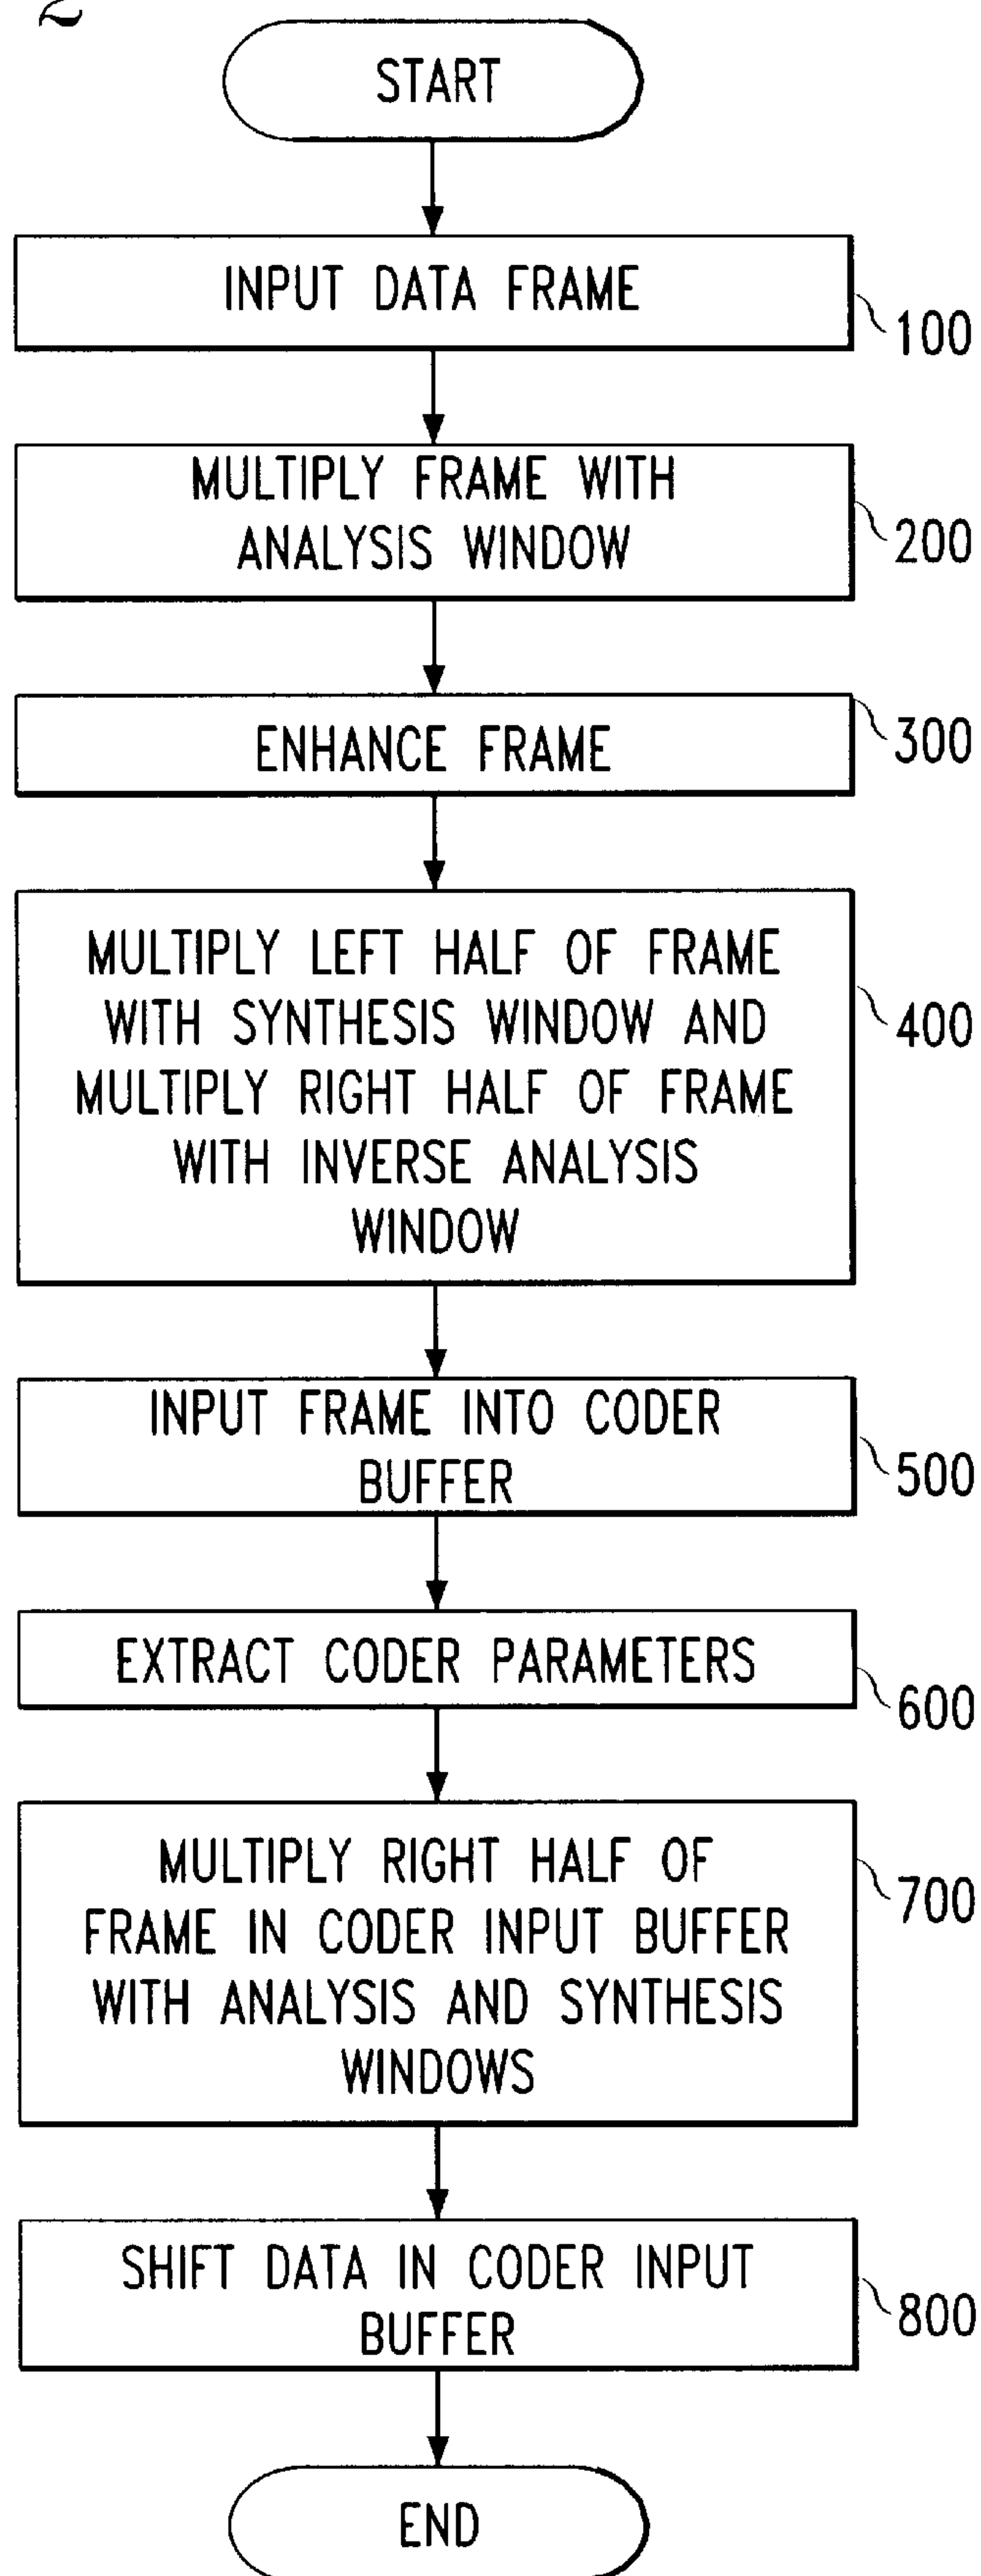 2
START
INPUT DATA FRAME
100
MULTIPLY FRAME WITH
ANALYSIS WINDOW
200
ENHANCE FRAME
300
MULTIPLY LEFT HALF OF FRAME
WITH SYNTHESIS WINDOW AND
MULTIPLY RIGHT HALF OF FRAME
WITH INVERSE ANALYSIS
WINDOW
400
INPUT FRAME INTO CODER
BUFFER
500
EXTRACT CODER PARAMETERS
600
MULTIPLY RIGHT HALF OF
FRAME IN CODER INPUT BUFFER
WITH ANALYSIS AND SYNTHESIS
WINDOWS
700
SHIFT DATA IN CODER INPUT
BUFFER
800
END